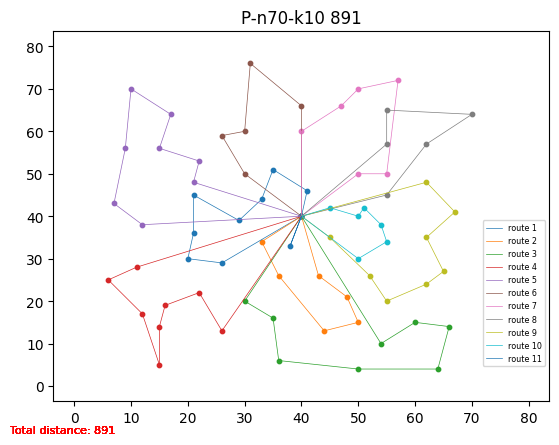 P-n70-k10 891
80
70
60
50
40
30
20
10
0
0 10 20 30 40 50 60 70 80
route 1
route 2
route 3
route 4
route 5
route 6
route 7
route 8
route 9
route 10
route 11
Total distance: 891